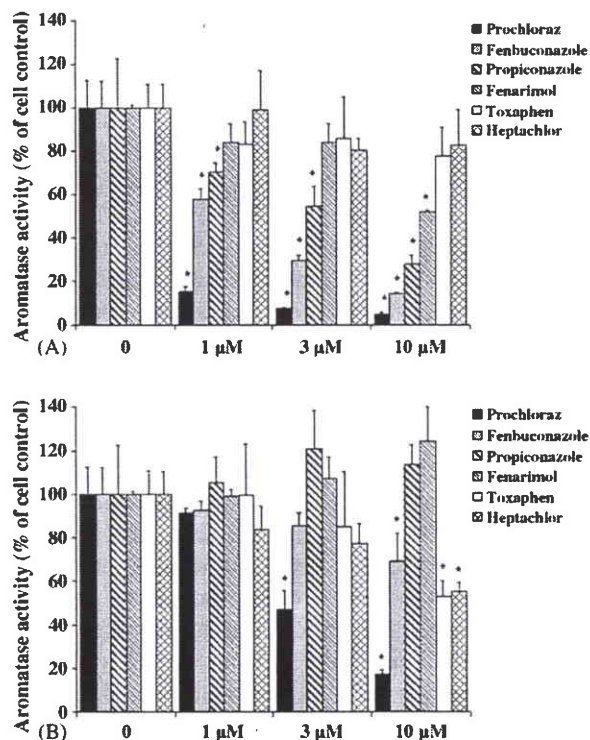 Aromatase activity (% of cell control)
140
120
100
80
60
40
20
0
Prochloraz
Fenbuconazole
Propiconazole
Fenarimol
Toxaphen
Heptachlor
* * * * * * * * * *
(A)
0 1 µM 3 µM 10 µM
Aromatase activity (% of cell control)
140
120
100
80
60
40
20
0
Prochloraz
Fenbuconazole
Propiconazole
Fenarimol
Toxaphen
Heptachlor
* * * * *
(B)
0 1 µM 3 µM 10 µM